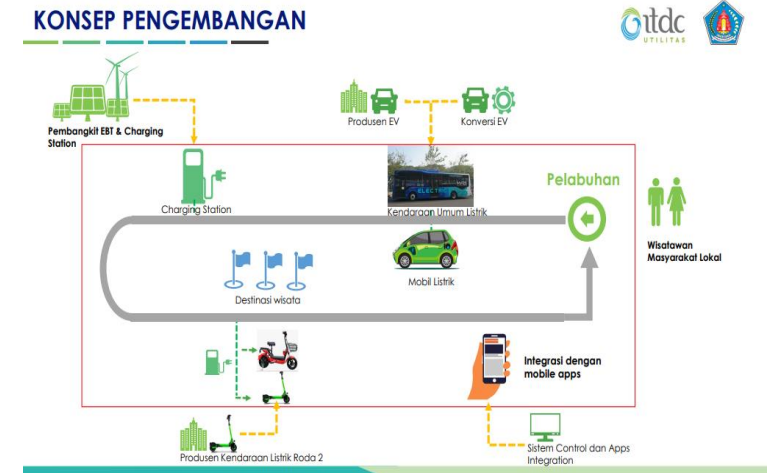 KONSEP PENGEMBANGAN
itdc
UTILITAS
Pembangkit EBT & Charging
Station
Produsen EV
Konversi EV
Charging Station
ELECTRIC
Kendaraan Umum Listrik
Pelabuhan
Wisatawan
Masyarakat Lokal
Mobil Listrik
Destinasi wisata
Integrasi dengan
mobile apps
Produsen Kendaraan Listrik Roda 2
Sistem Control dan Apps
Integration